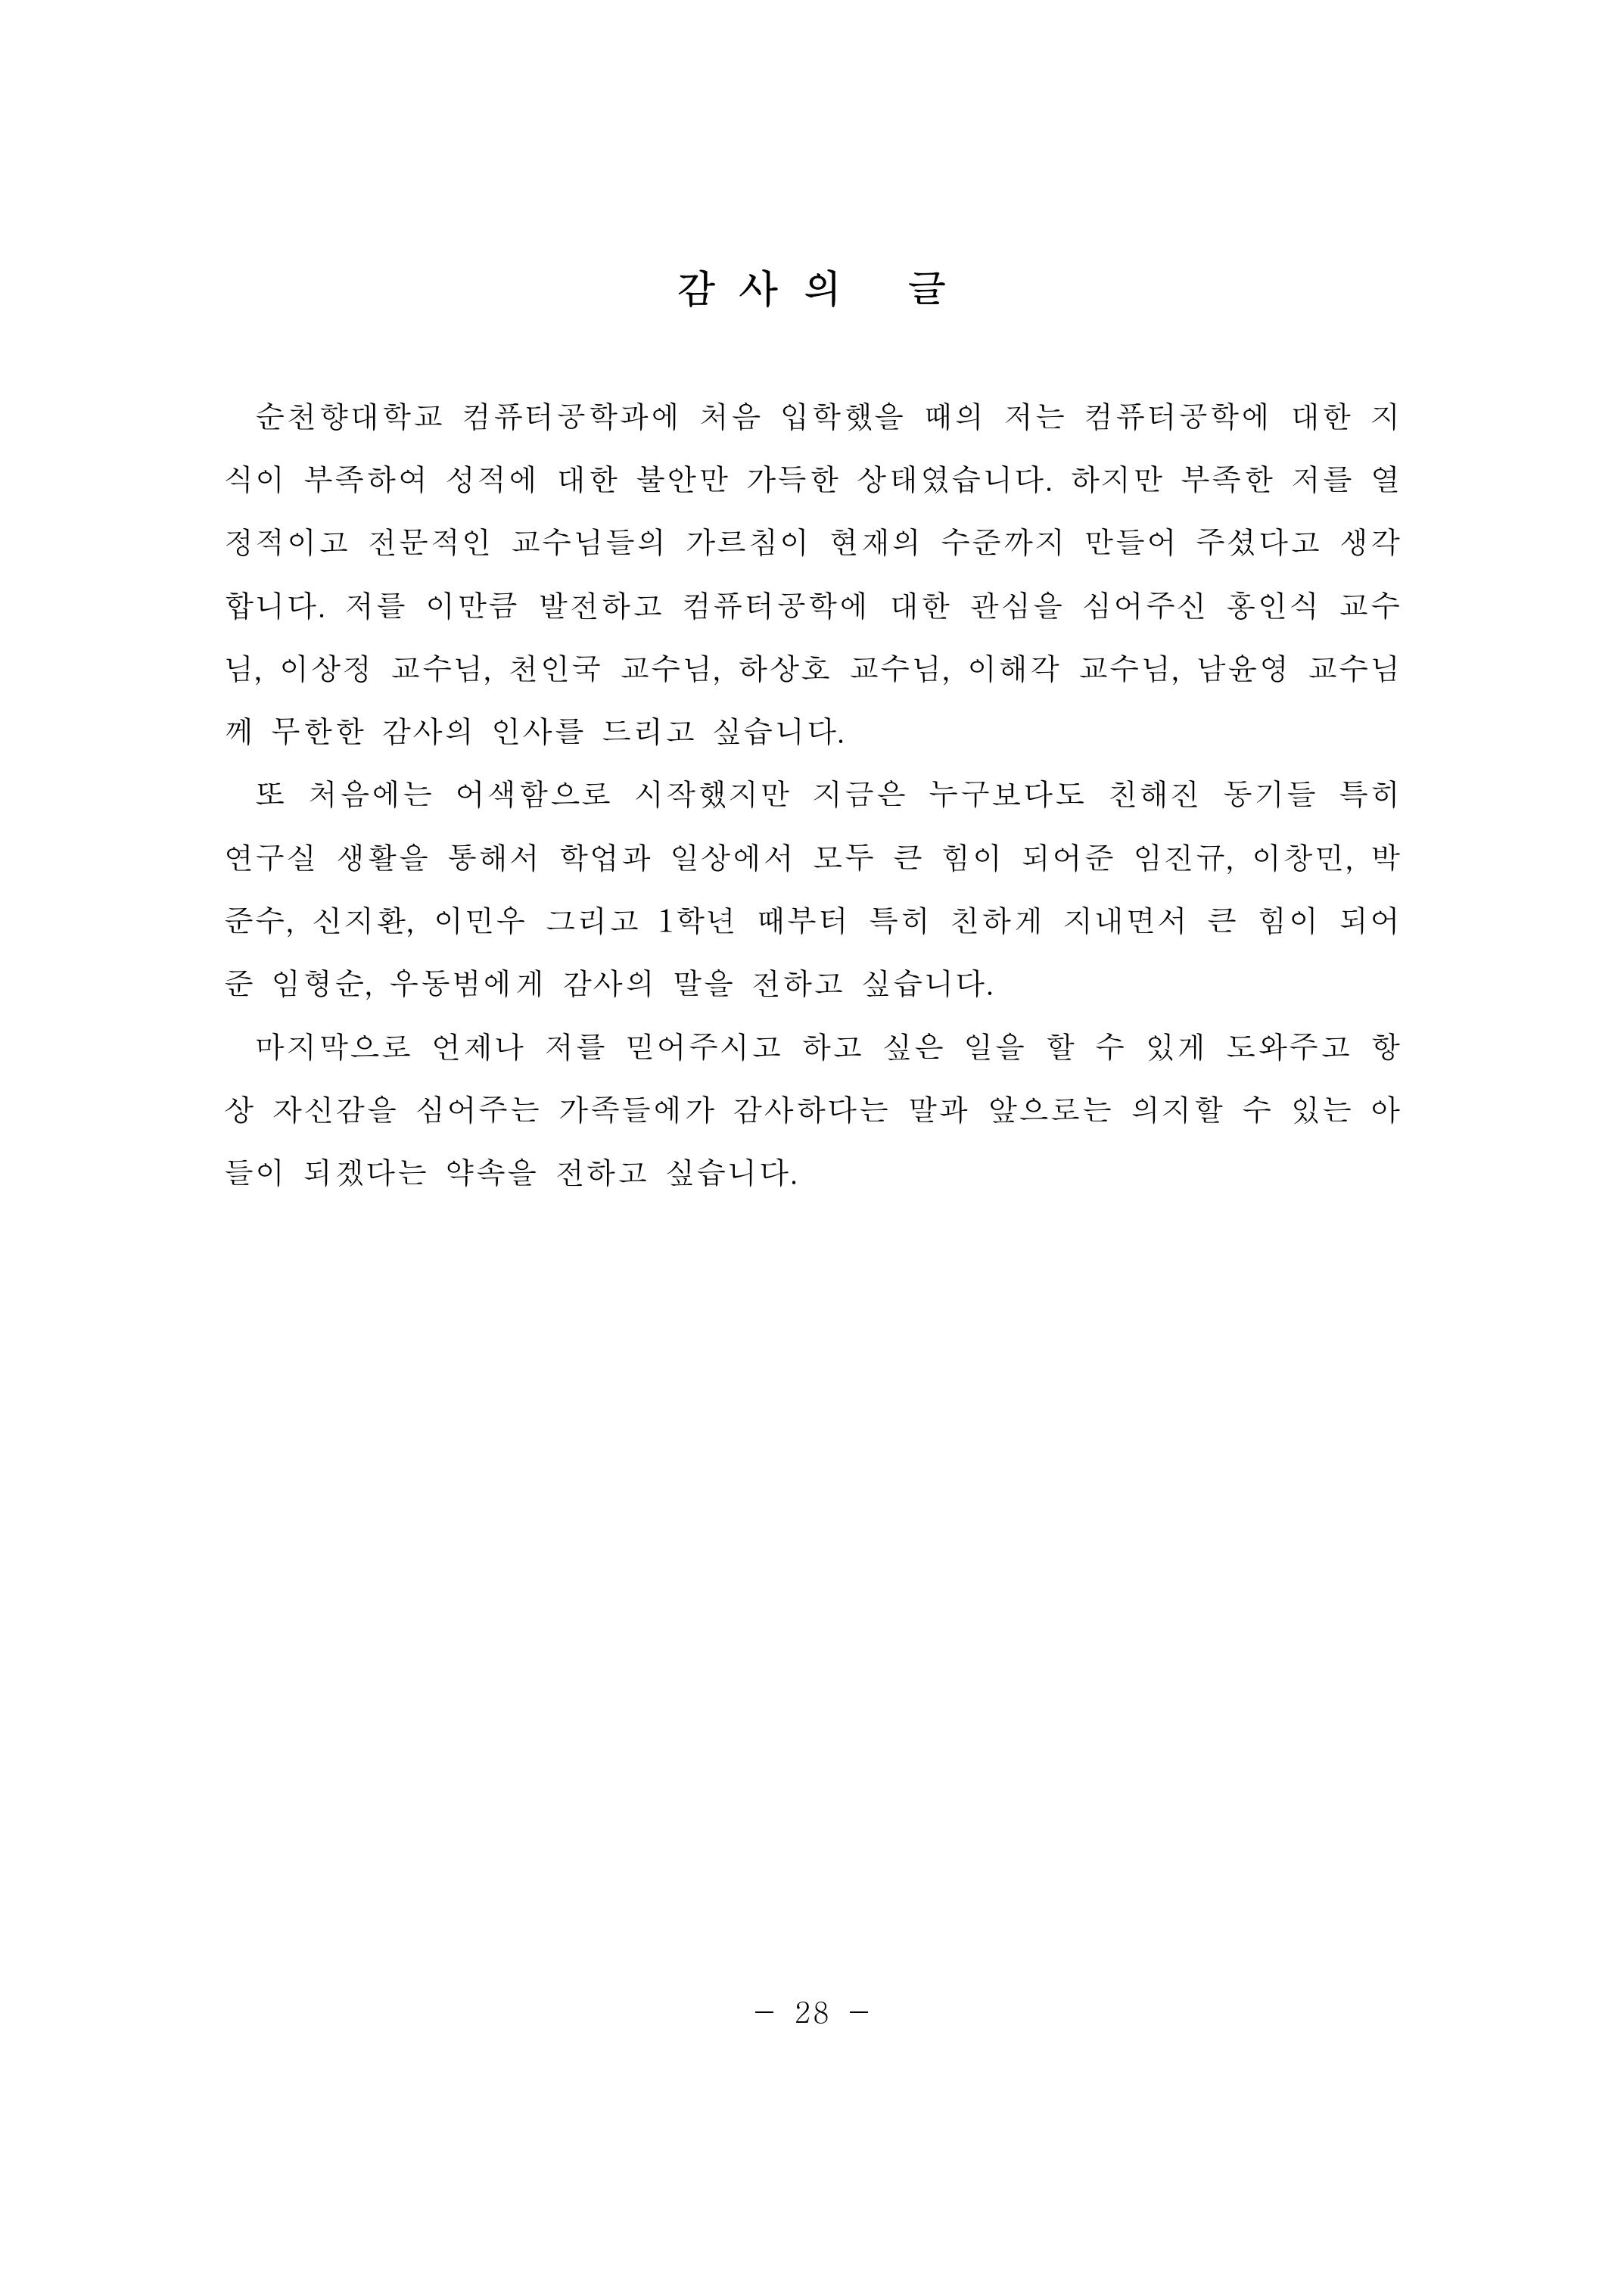 감 사 의  글
순천향대학교 컴퓨터공학과에 처음 입학했을 때의 저는 컴퓨터공학에 대한 지
식이 부족하여 성적에 대한 불안만 가득한 상태였습니다. 하지만 부족한 저를 열
정적이고 전문적인 교수님들의 가르침이 현재의 수준까지 만들어 주셨다고 생각
합니다. 저를 이만큼 발전하고 컴퓨터공학에 대한 관심을 심어주신 홍인식 교수
님, 이상정 교수님, 천인국 교수님, 하상호 교수님, 이해각 교수님, 남윤영 교수님
께 무한한 감사의 인사를 드리고 싶습니다.
또 처음에는 어색함으로 시작했지만 지금은 누구보다도 친해진 동기들 특히
연구실 생활을 통해서 학업과 일상에서 모두 큰 힘이 되어준 임진규, 이창민, 박
준수, 신지환, 이민우 그리고 1학년 때부터 특히 친하게 지내면서 큰 힘이 되어
준 임형순, 우동범에게 감사의 말을 전하고 싶습니다.
마지막으로 언제나 저를 믿어주시고 하고 싶은 일을 할 수 있게 도와주고 항
상 자신감을 심어주는 가족들에가 감사하다는 말과 앞으로는 의지할 수 있는 아
들이 되겠다는 약속을 전하고 싶습니다.
- 28 -